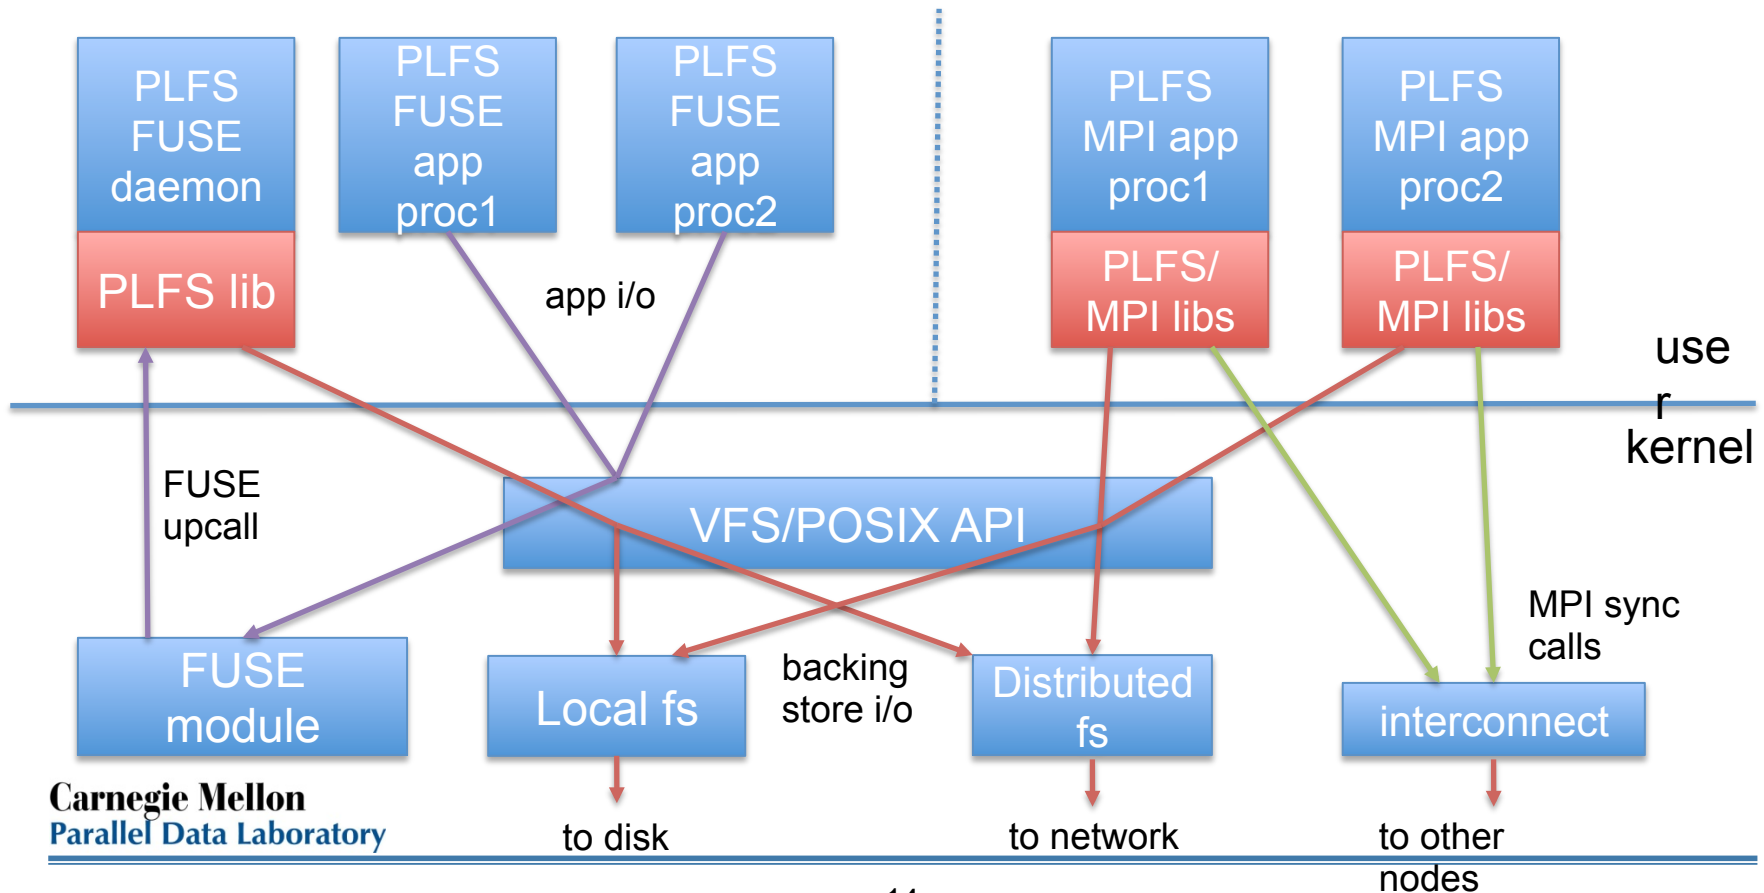 PLFS
FUSE
daemon
PLFS lib
PLFS
FUSE
app
proc1
PLFS
FUSE
app
proc2
app i/o
PLFS
MPI app
proc1
PLFS/
MPI libs
PLFS
MPI app
proc2
PLFS/
MPI libs
use
r
kernel
FUSE
upcall
VFS/POSIX API
MPI sync
calls
FUSE
module
Local fs
backing
store i/o
Distributed
fs
interconnect
Carnegie Mellon
Parallel Data Laboratory
to disk
to network
to other
nodes